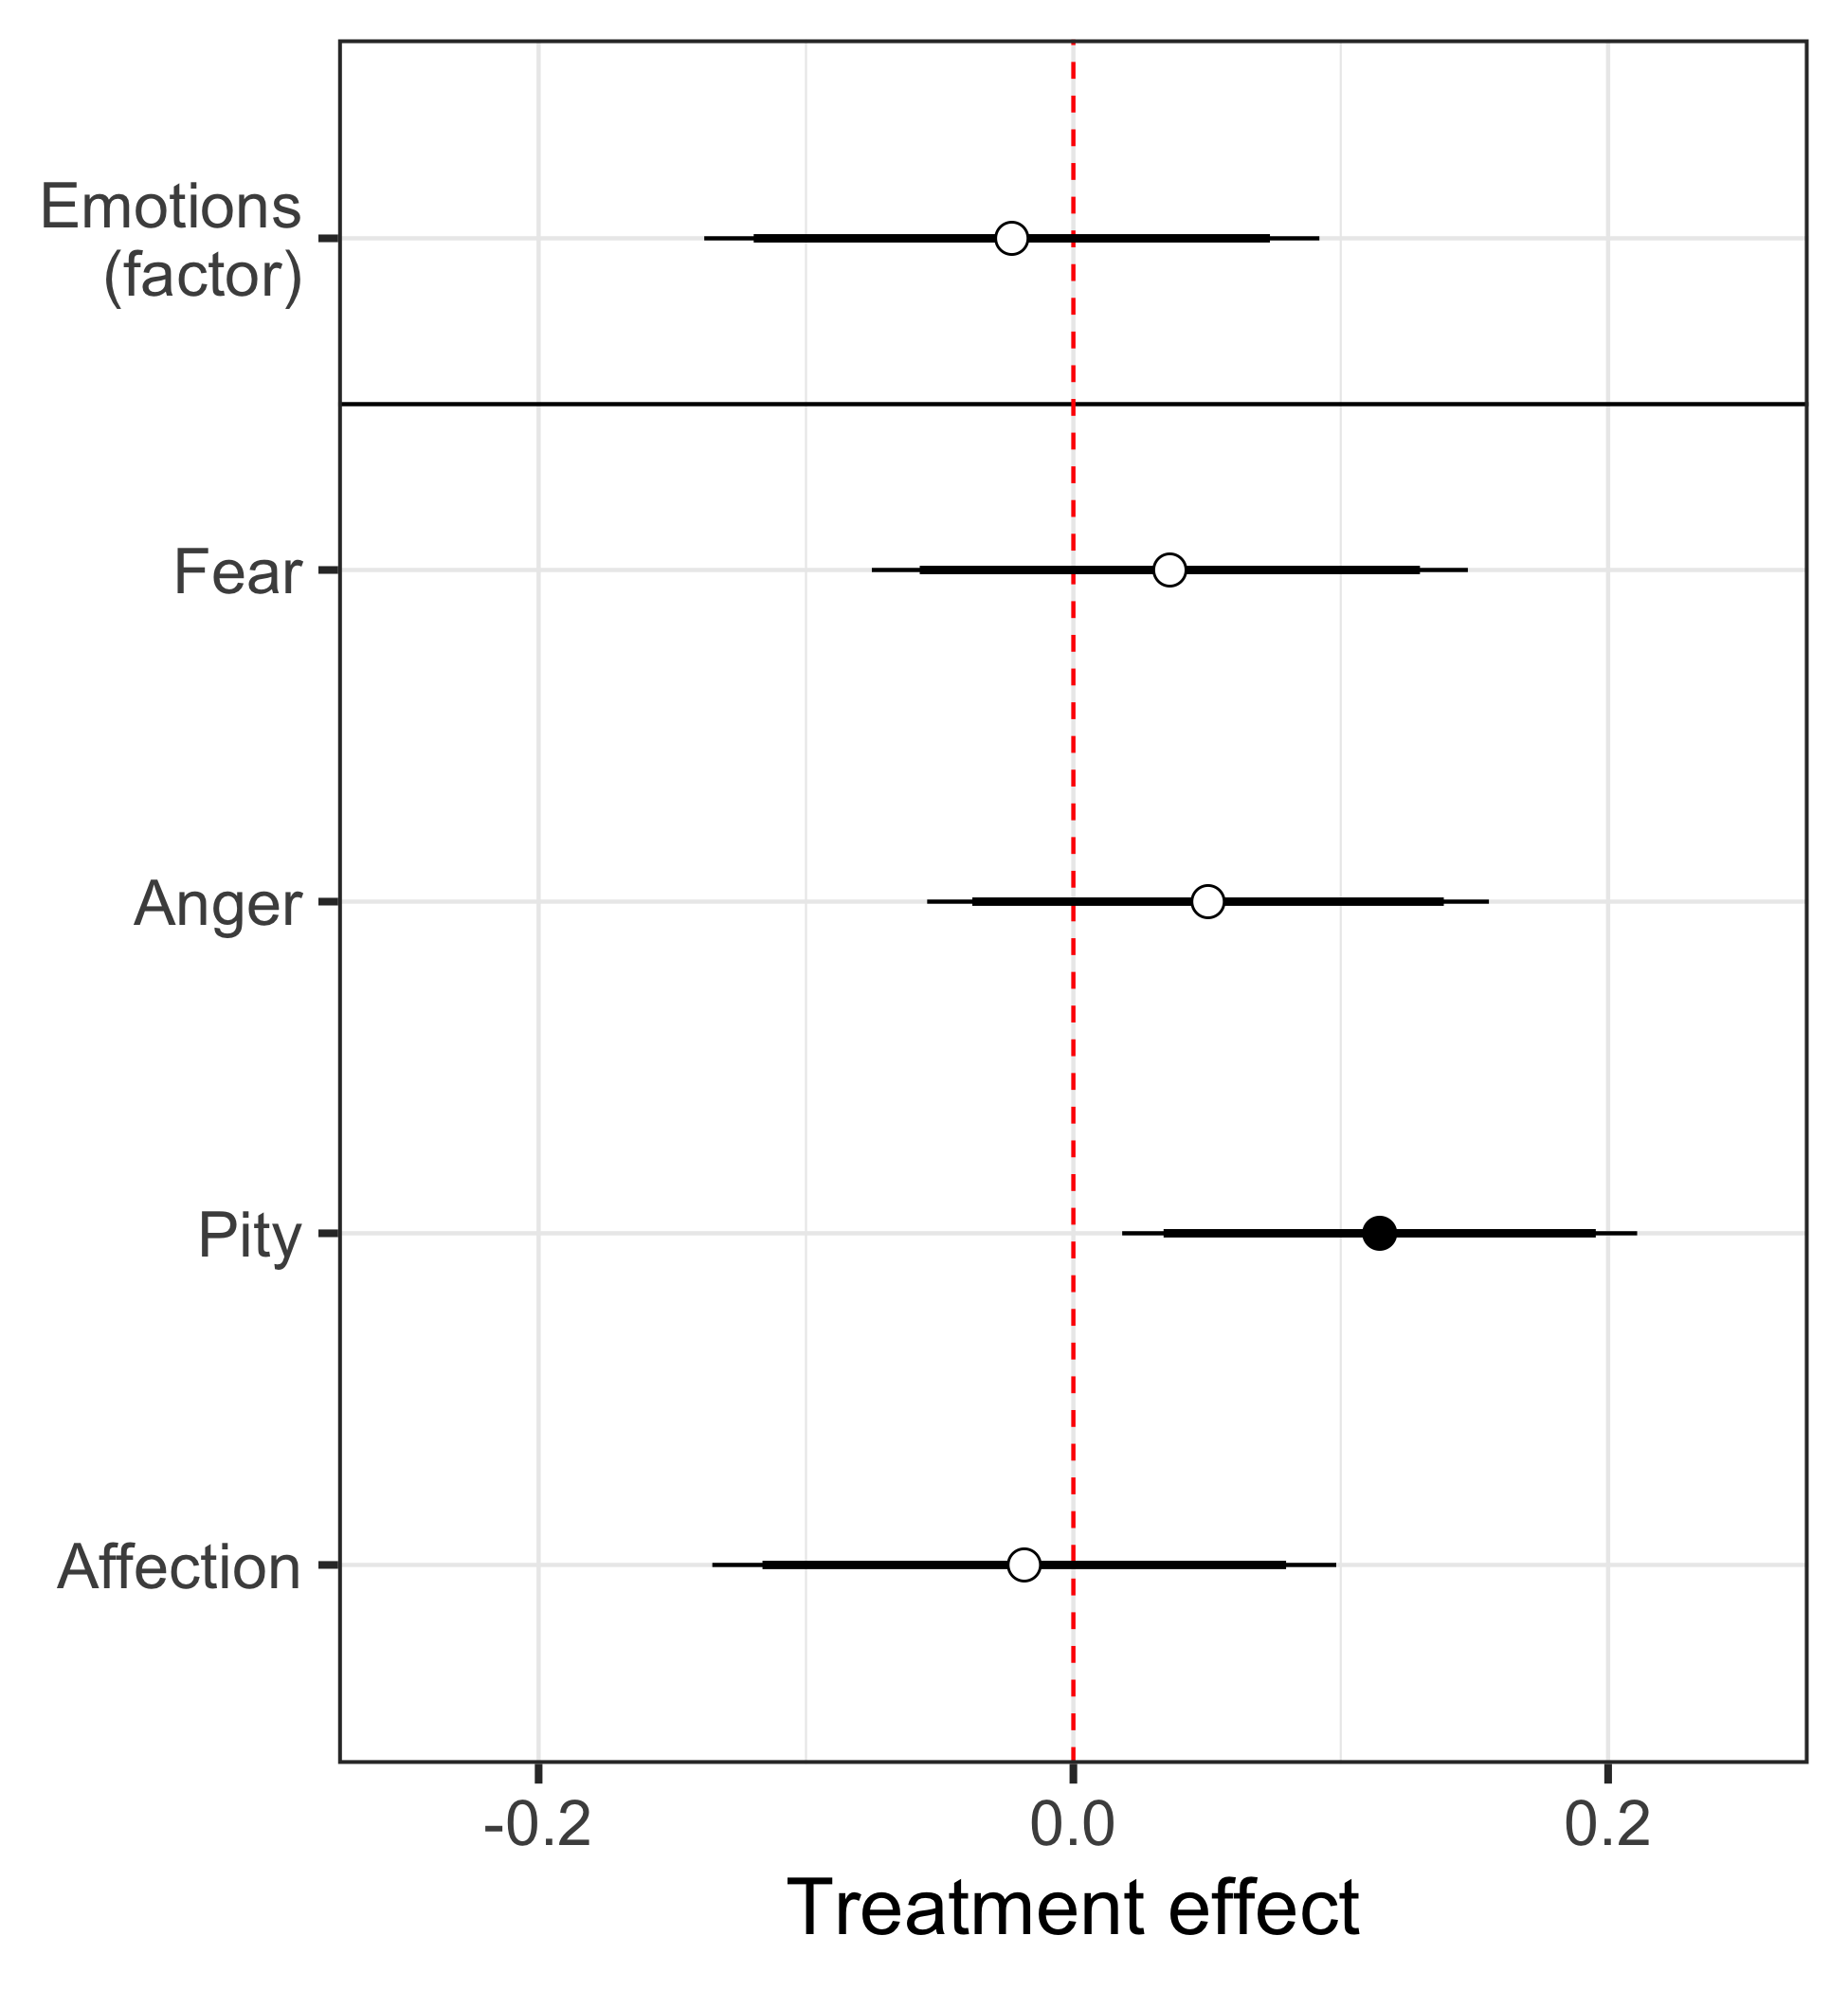 Emotions
(factor)
Fear
Anger
Pity
Affection
-0.2
0.0
0.2
Treatment effect